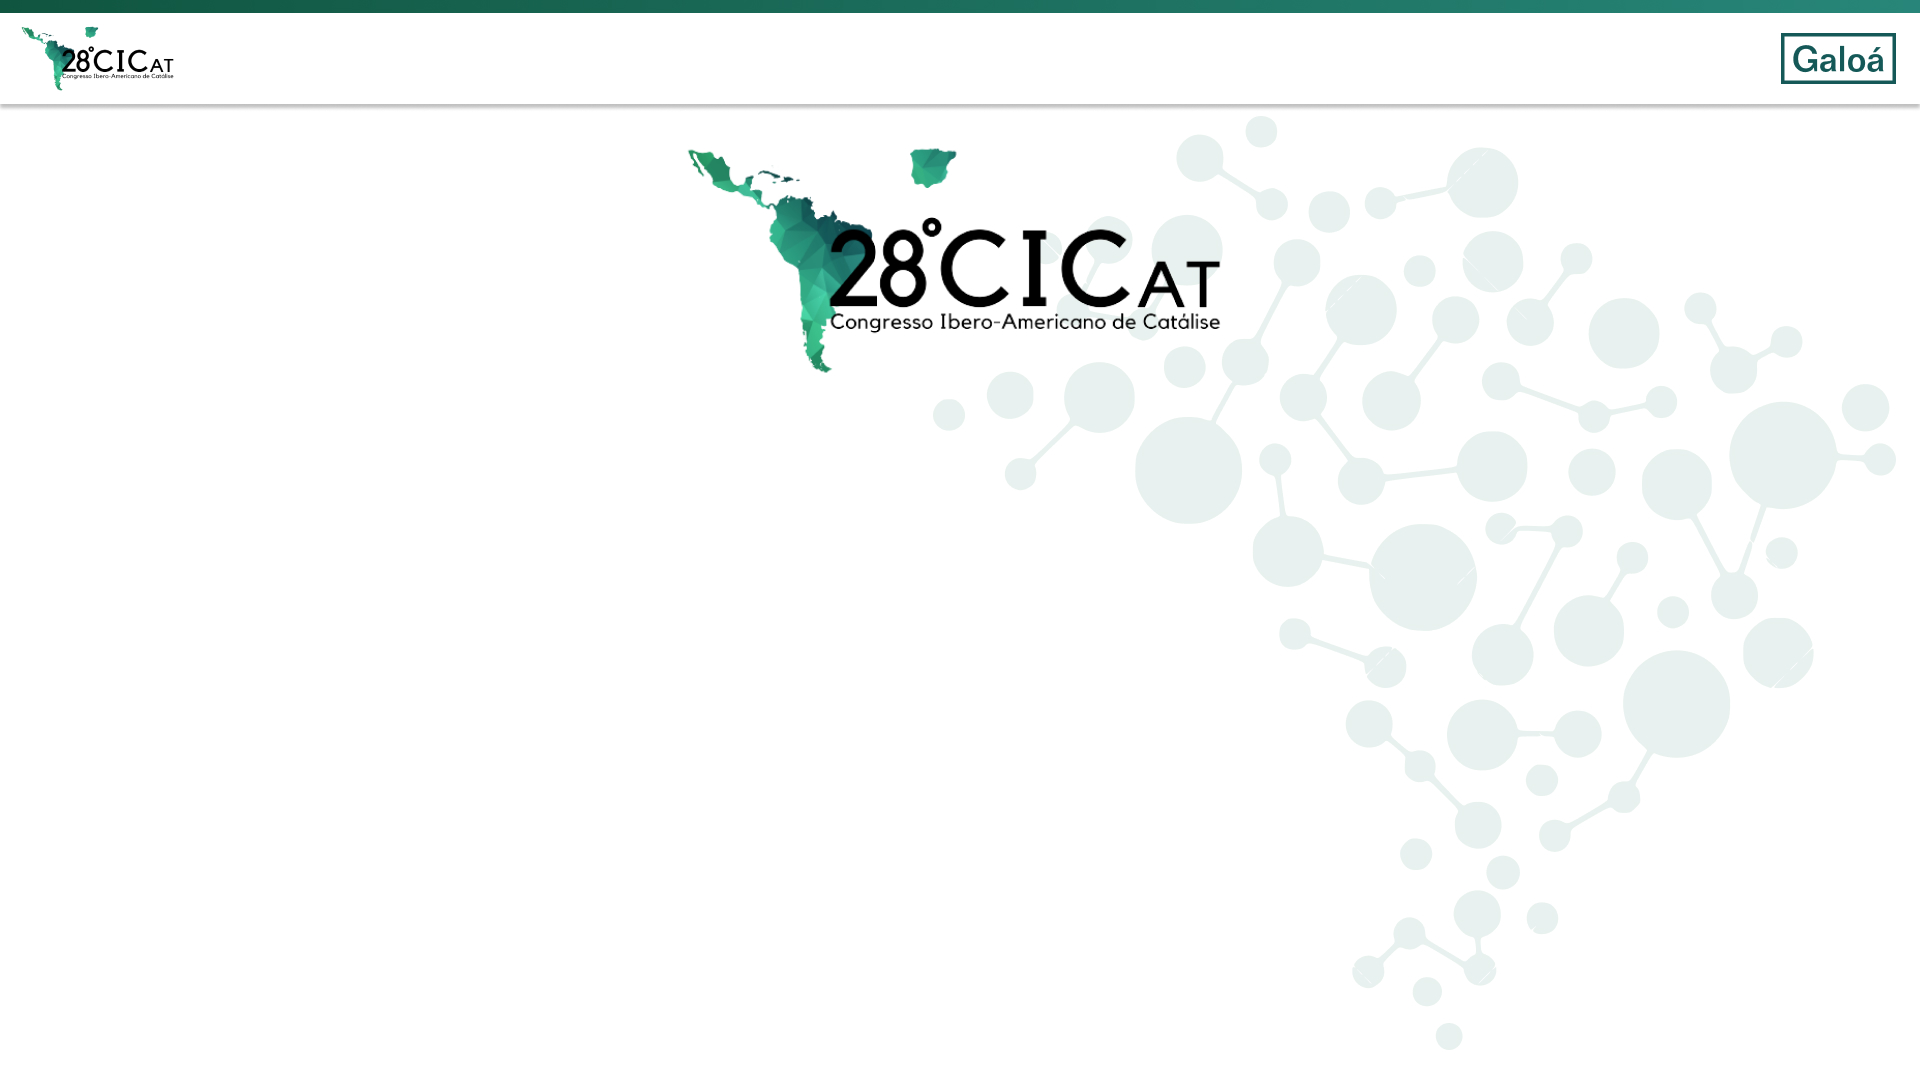 28°CICAT
Congresso Ibero-Americano de Catálise
Galoá
28°CICAT
Congresso Ibero-Americano de Catálise